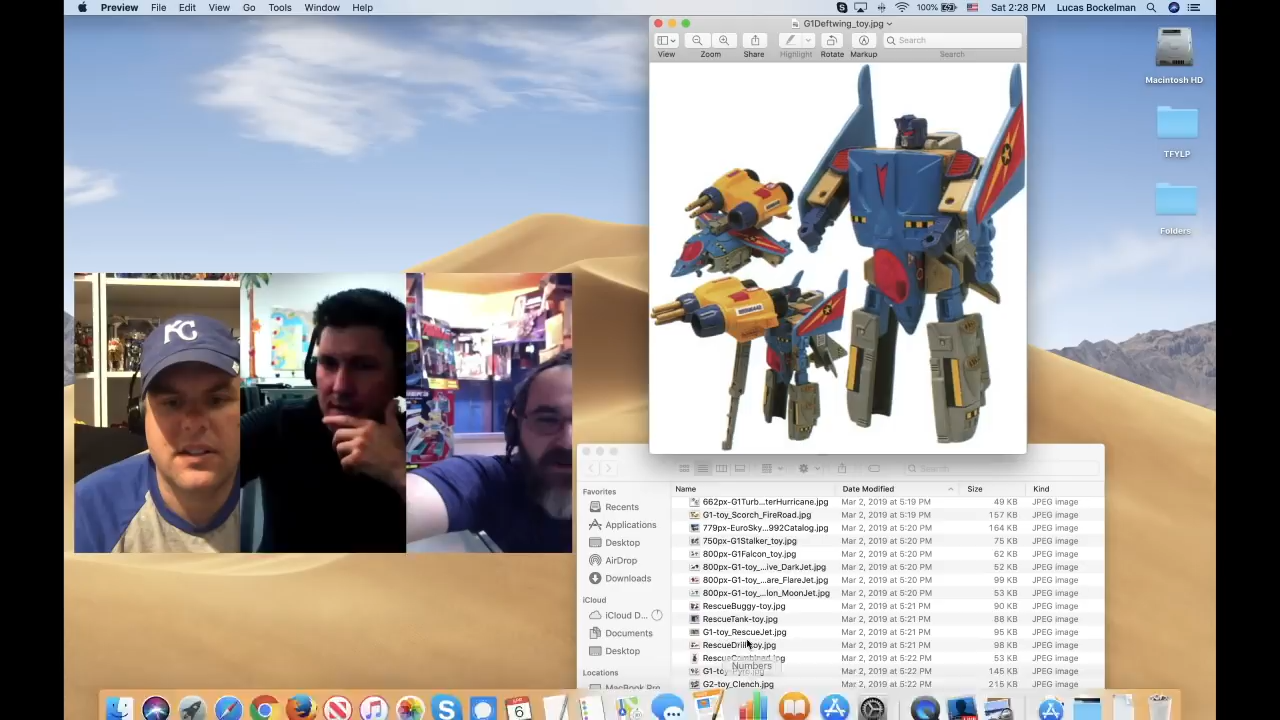 Preview File Edit View Go Tools Window Help
100% Sat 2:28 PM Lucas Bockelman
G1Deftwing_toy.jpg
Search
View Zoom Share Highlight Rotate Markup Search
Macintosh HD
TFYLP
Folders
KC
Search
Name Date Modified Size Kind
Favorites
Recents
Applications
Desktop
AirDrop
Downloads
iCloud
iCloud D...
Documents
Desktop
Locations
MacBook Pro
662px-G1Turb...terHurricane.jpg Mar 2, 2019 at 5:19 PM 49 KB JPEG image
G1-toy_Scorch_FireRoad.jpg Mar 2, 2019 at 5:19 PM 157 KB JPEG image
779px-EuroSky...992Catalog.jpg Mar 2, 2019 at 5:20 PM 164 KB JPEG image
750px-G1Stalker_toy.jpg Mar 2, 2019 at 5:20 PM 75 KB JPEG image
800px-G1Falcon_toy.jpg Mar 2, 2019 at 5:20 PM 62 KB JPEG image
800px-G1-toy_...ive_DarkJet.jpg Mar 2, 2019 at 5:20 PM 52 KB JPEG image
800px-G1-toy_...are_FlareJet.jpg Mar 2, 2019 at 5:20 PM 99 KB JPEG image
800px-G1-toy_...lon_MoonJet.jpg Mar 2, 2019 at 5:20 PM 53 KB JPEG image
RescueBuggy-toy.jpg Mar 2, 2019 at 5:21 PM 90 KB JPEG image
RescueTank-toy.jpg Mar 2, 2019 at 5:21 PM 88 KB JPEG image
G1-toy_RescueJet.jpg Mar 2, 2019 at 5:21 PM 95 KB JPEG image
RescueDrill-toy.jpg Mar 2, 2019 at 5:21 PM 98 KB JPEG image
RescueCombined.jpg Mar 2, 2019 at 5:22 PM 53 KB JPEG image
Mar 2, 2019 at 5:22 PM 145 KB JPEG image
G2-toy_Clench.jpg Mar 2, 2019 at 5:22 PM 215 KB JPEG image
Numbers
6